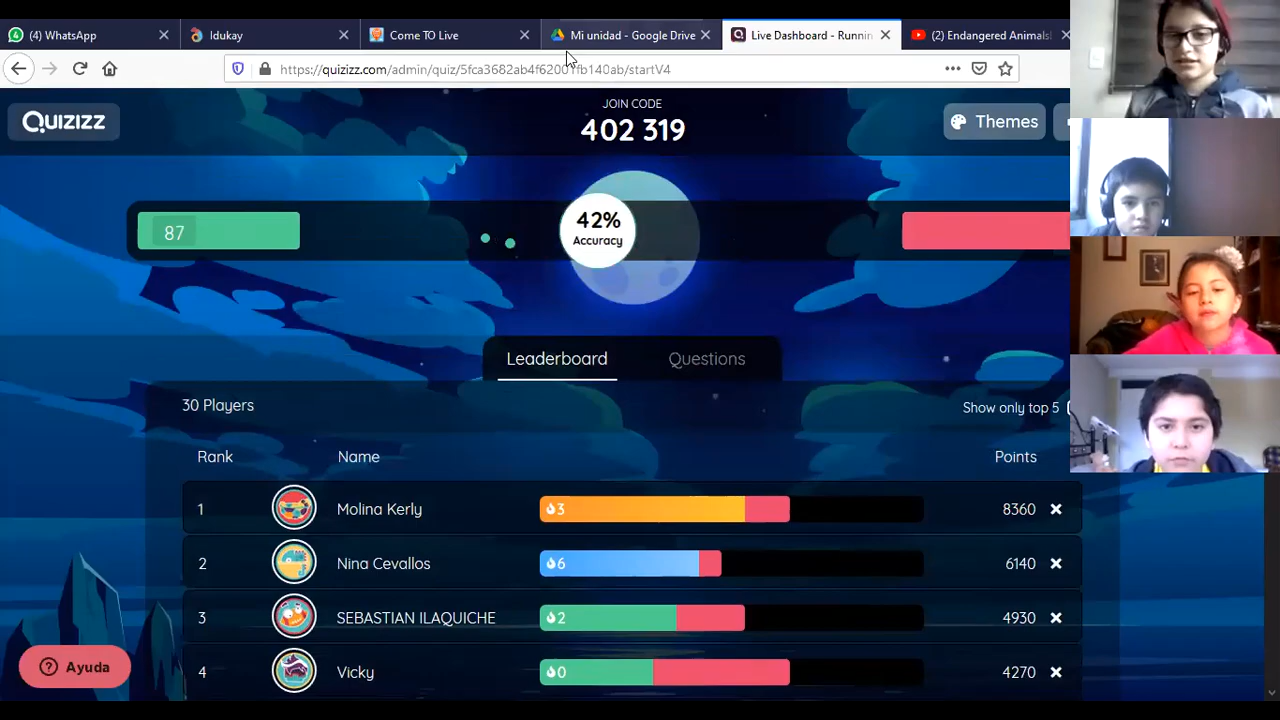 (4) WhatsApp
Idukay
Come TO Live
Mi unidad - Google Drive
Live Dashboard - Runnin
(2) Endangered Animals
https://quizizz.com/admin/quiz/5fca3682ab4f62001fb140ab/startV4
Quizizz
JOIN CODE
402 319
Themes
87
42%
Accuracy
Leaderboard
Questions
30 Players
Show only top 5
Rank
Name
Points
1 Molina Kerly 3 8360
2 Nina Cevallos 6 6140
3 SEBASTIAN ILAQUICHE 2 4930
4 Vicky 0 4270
Ayuda